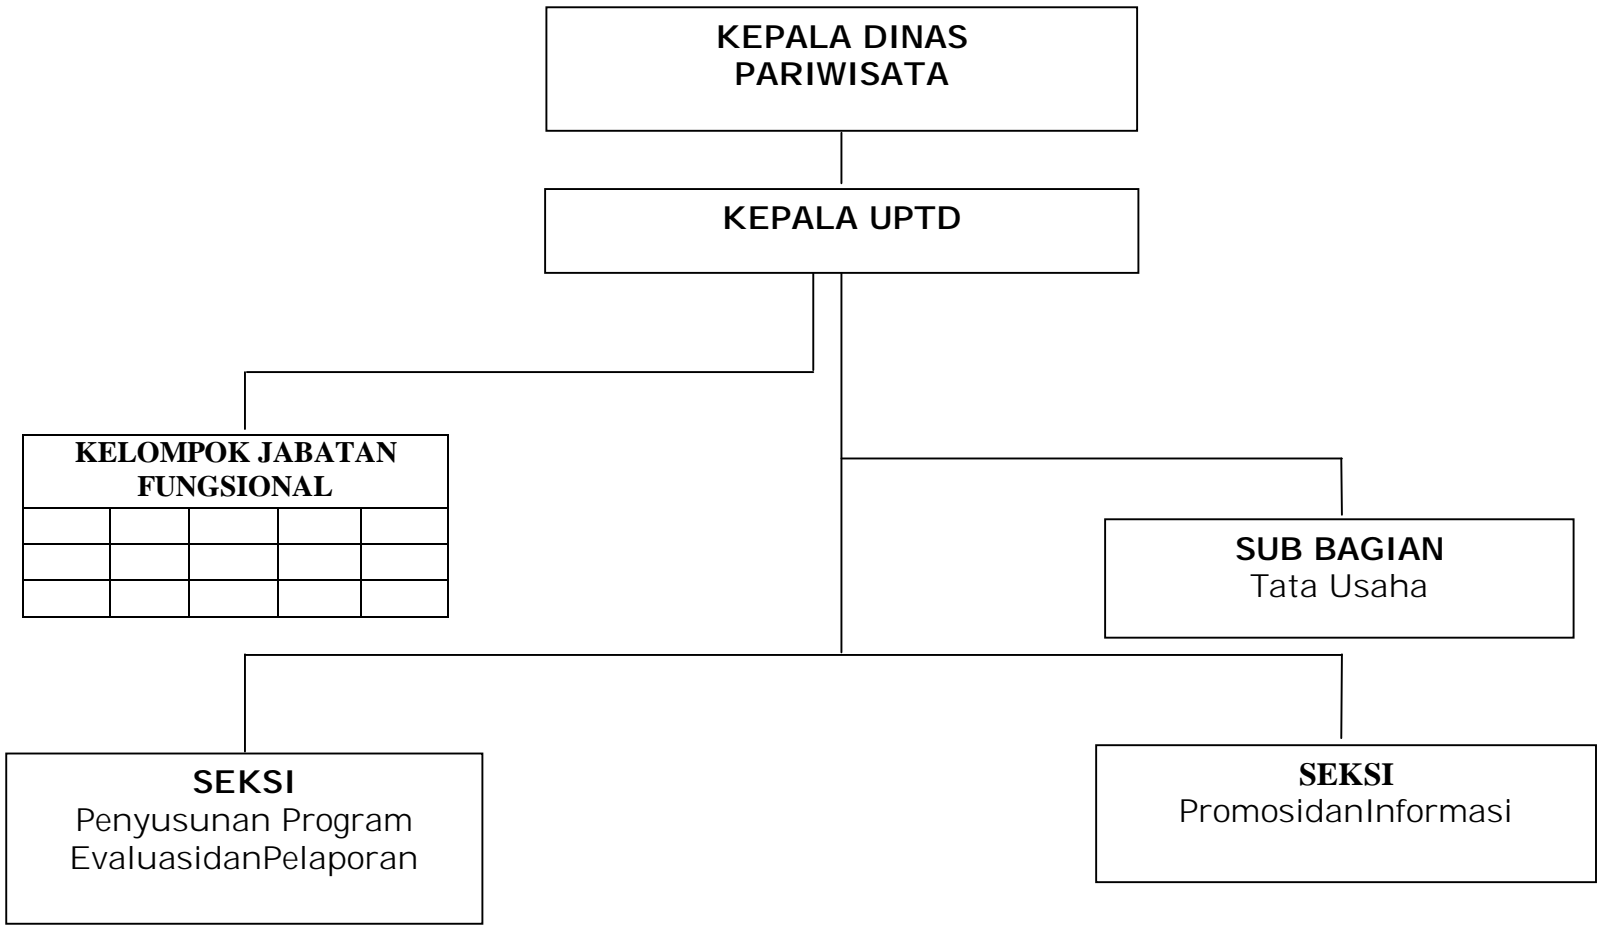 KEPALA DINAS
PARIWISATA
KEPALA UPTD
KELOMPOK JABATAN
FUNGSIONAL
SUB BAGIAN
Tata Usaha
SEKSI
Penyusunan Program
EvaluasidanPelaporan
SEKSI
PromosidanInformasi